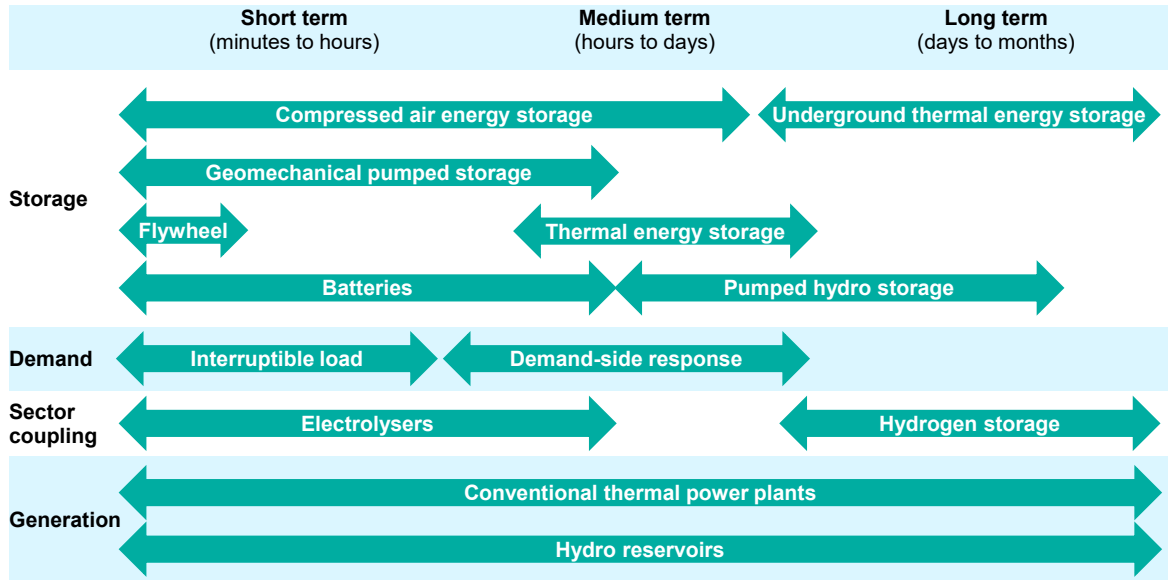 Short term
(minutes to hours)
Medium term
(hours to days)
Long term
(days to months)
Storage
Compressed air energy storage
Underground thermal energy storage
Geomechanical pumped storage
Flywheel
Thermal energy storage
Batteries
Pumped hydro storage
Demand
Interruptible load
Demand-side response
Sector
coupling
Electrolysers
Hydrogen storage
Generation
Conventional thermal power plants
Hydro reservoirs